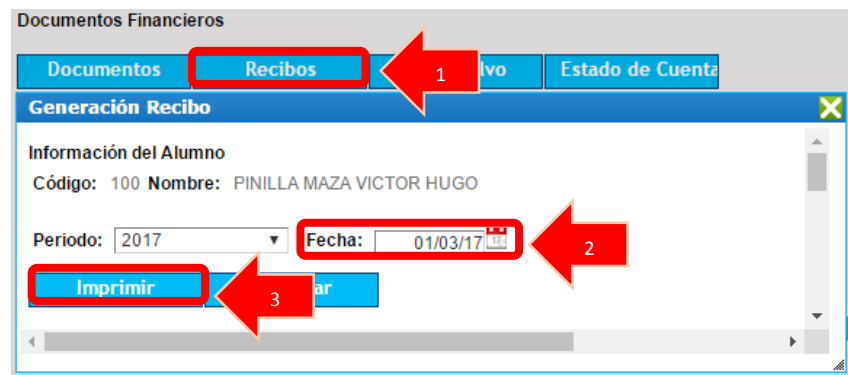 Documentos Financieros
Documentos Recibos 1 lvo Estado de Cuenta
Generación Recibo
Información del Alumno
Código: 100 Nombre: PINILLA MAZA VICTOR HUGO
Periodo: 2017 Fecha: 01/03/17 2
Imprimir 3 ar